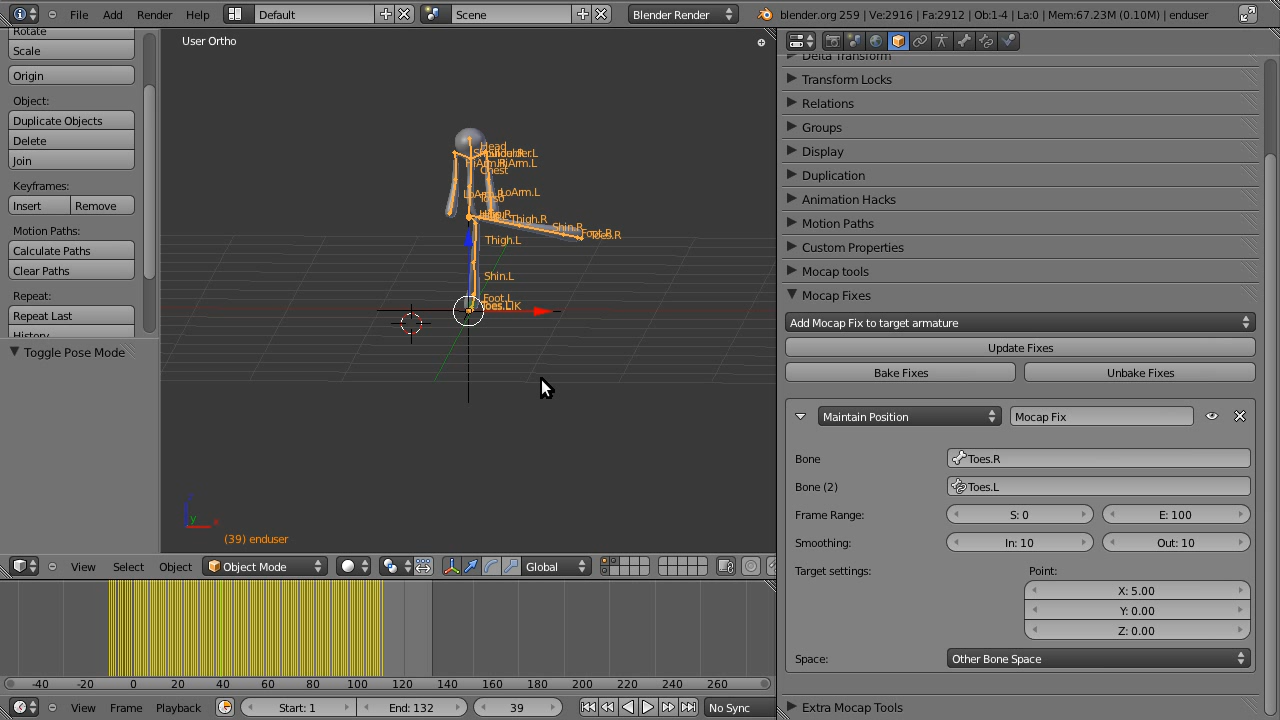 File Add Render Help Default Scene Blender Render blender.org 259 | Ve:2916 | Fa:2912 | Ob:1-4 | La:0 | Mem:67.23M (0.10M) | enduser
Rotate
Scale
Origin
Object:
Duplicate Objects
Delete
Join
Keyframes:
Insert Remove
Motion Paths:
Calculate Paths
Clear Paths
Repeat:
Repeat Last
History
Toggle Pose Mode
User Ortho
Head
Chest
LoArm.L
Thigh.R
Shin.R
Toes.R
Thigh.L
Shin.L
Foot.L
y
(39) enduser
View Select Object Object Mode Global
-40 -20 0 20 40 60 80 100 120 140 160 180 200 220 240 260
View Frame Playback Start: 1 End: 132 39 No Sync
Delta Transform
Transform Locks
Relations
Groups
Display
Duplication
Animation Hacks
Motion Paths
Custom Properties
Mocap tools
Mocap Fixes
Add Mocap Fix to target armature
Update Fixes
Bake Fixes Unbake Fixes
Maintain Position Mocap Fix
Bone Toes.R
Bone (2) Toes.L
Frame Range: S: 0 E: 100
Smoothing: In: 10 Out: 10
Target settings: Point:
X: 5.00
Y: 0.00
Z: 0.00
Space: Other Bone Space
Extra Mocap Tools